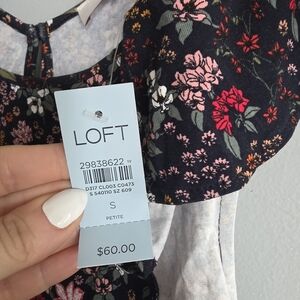 LOFT
29838622
D317 CL003 C0473
S 540110 SZ 609
S
PETITE
$60.00